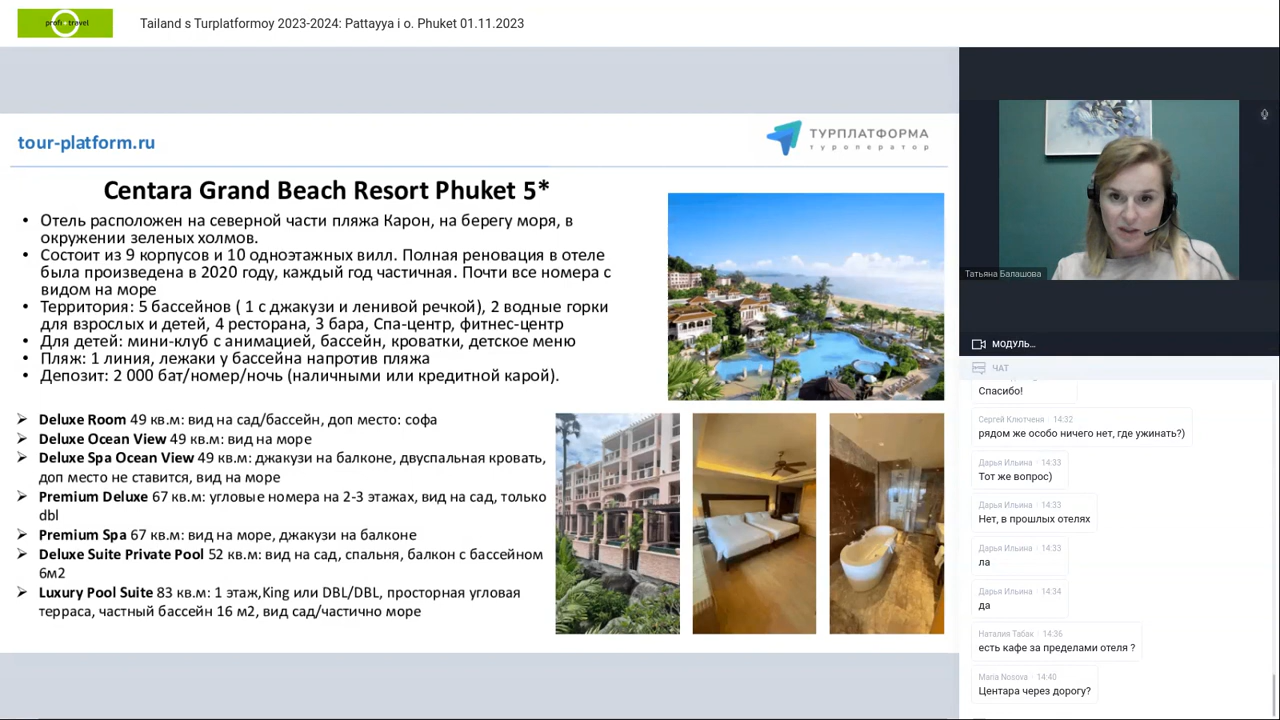 profi travel
Tailand s Turplatformoy 2023-2024: Pattayya i o. Phuket 01.11.2023
tour-platform.ru
ТУРПЛАТФОРМА
туроператор
Centara Grand Beach Resort Phuket 5*
• Отель расположен на северной части пляжа Карон, на берегу моря, в
окружении зеленых холмов.
• Состоит из 9 корпусов и 10 одноэтажных вилл. Полная реновация в отеле
была произведена в 2020 году, каждый год частичная. Почти все номера с
видом на море
• Территория: 5 бассейнов ( 1 с джакузи и ленивой речкой), 2 водные горки
для взрослых и детей, 4 ресторана, 3 бара, Спа-центр, фитнес-центр
• Для детей: мини-клуб с анимацией, бассейн, кроватки, детское меню
• Пляж: 1 линия, лежаки у бассейна напротив пляжа
• Депозит: 2 000 бат/номер/ночь (наличными или кредитной карой).
➢ Deluxe Room 49 кв.м: вид на сад/бассейн, доп место: софа
➢ Deluxe Ocean View 49 кв.м: вид на море
➢ Deluxe Spa Ocean View 49 кв.м: джакузи на балконе, двуспальная кровать,
доп место не ставится, вид на море
➢ Premium Deluxe 67 кв.м: угловые номера на 2-3 этажах, вид на сад, только
dbl
➢ Premium Spa 67 кв.м: вид на море, джакузи на балконе
➢ Deluxe Suite Private Pool 52 кв.м: вид на сад, спальня, балкон с бассейном
6м2
➢ Luxury Pool Suite 83 кв.м: 1 этаж,King или DBL/DBL, просторная угловая
терраса, частный бассейн 16 м2, вид сад/частично море
Татьяна Балашова
МОДУЛЬ...
ЧАТ
Спасибо!
Сергей Клютченя · 14:32
рядом же особо ничего нет, где ужинать?)
Дарья Ильина · 14:33
Тот же вопрос)
Дарья Ильина · 14:33
Нет, в прошлых отелях
Дарья Ильина · 14:33
ла
Дарья Ильина · 14:34
да
Наталия Табак · 14:36
есть кафе за пределами отеля ?
Maria Nosova · 14:40
Центара через дорогу?